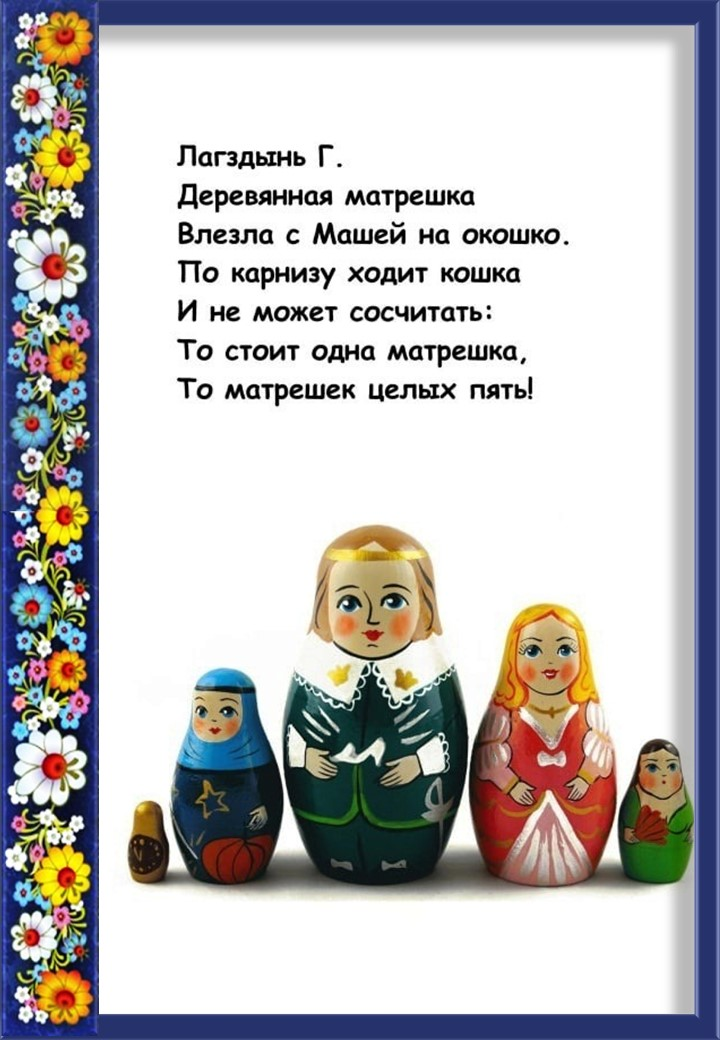 Лагздынь Г.
Деревянная матрешка
Влезла с Машей на окошко.
По карнизу ходит кошка
И не может сосчитать:
То стоит одна матрешка,
То матрешек целых пять!